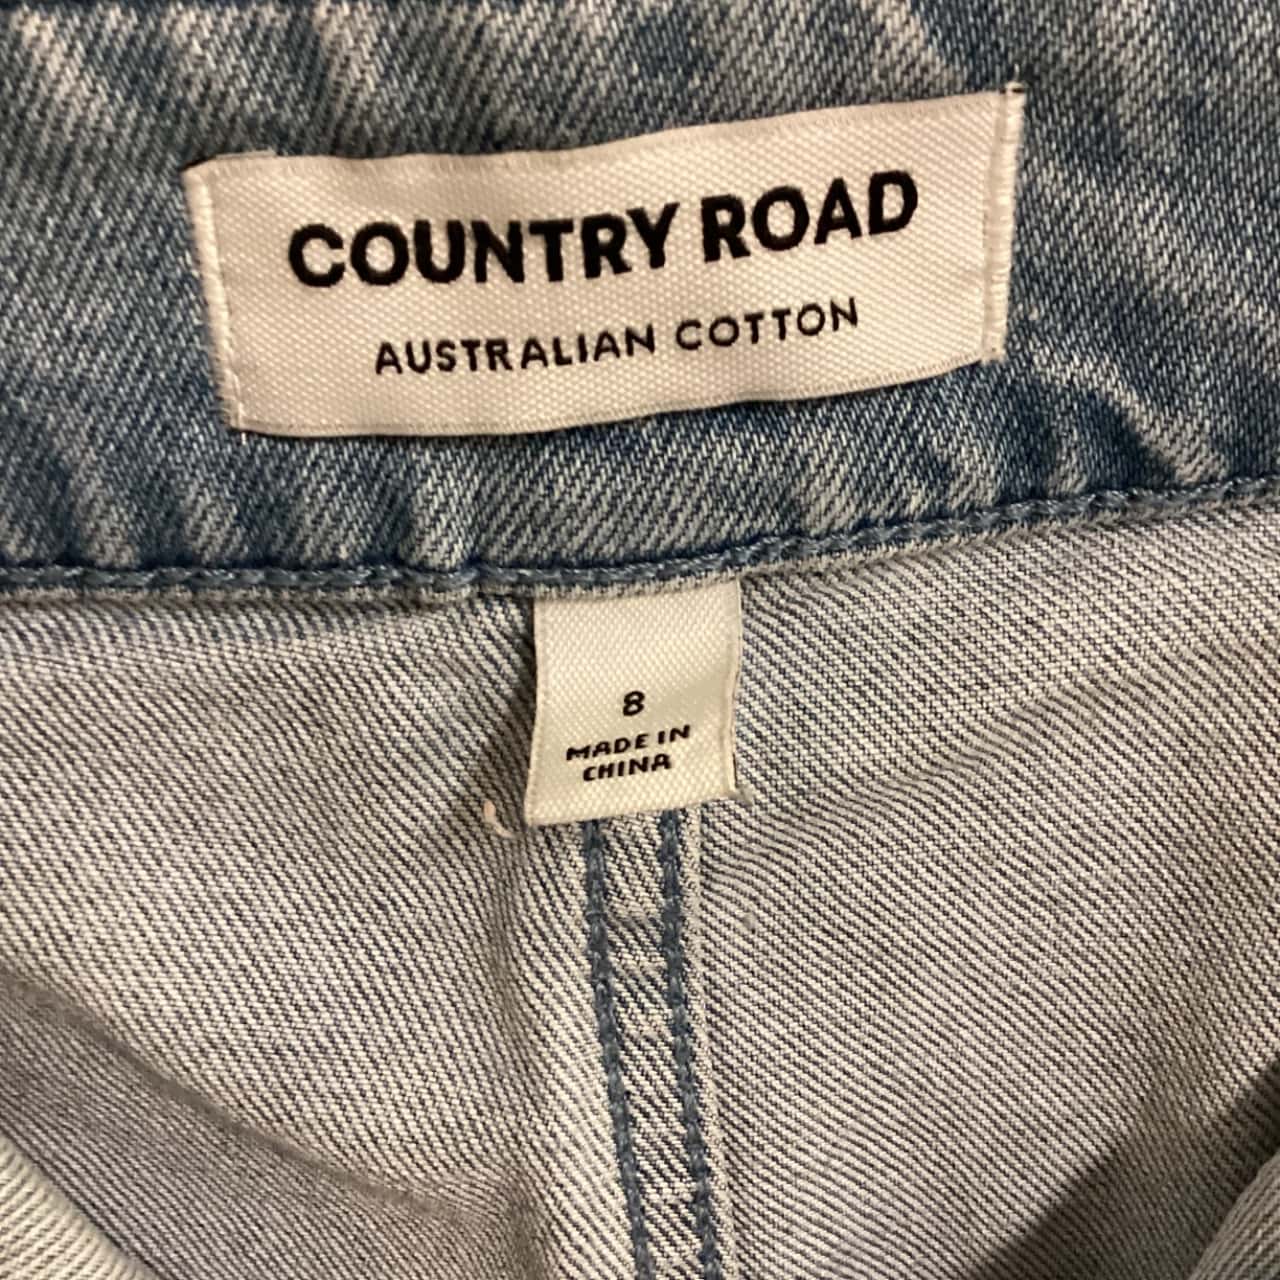 COUNTRY ROAD
AUSTRALIAN COTTON
8
MADE IN
CHINA